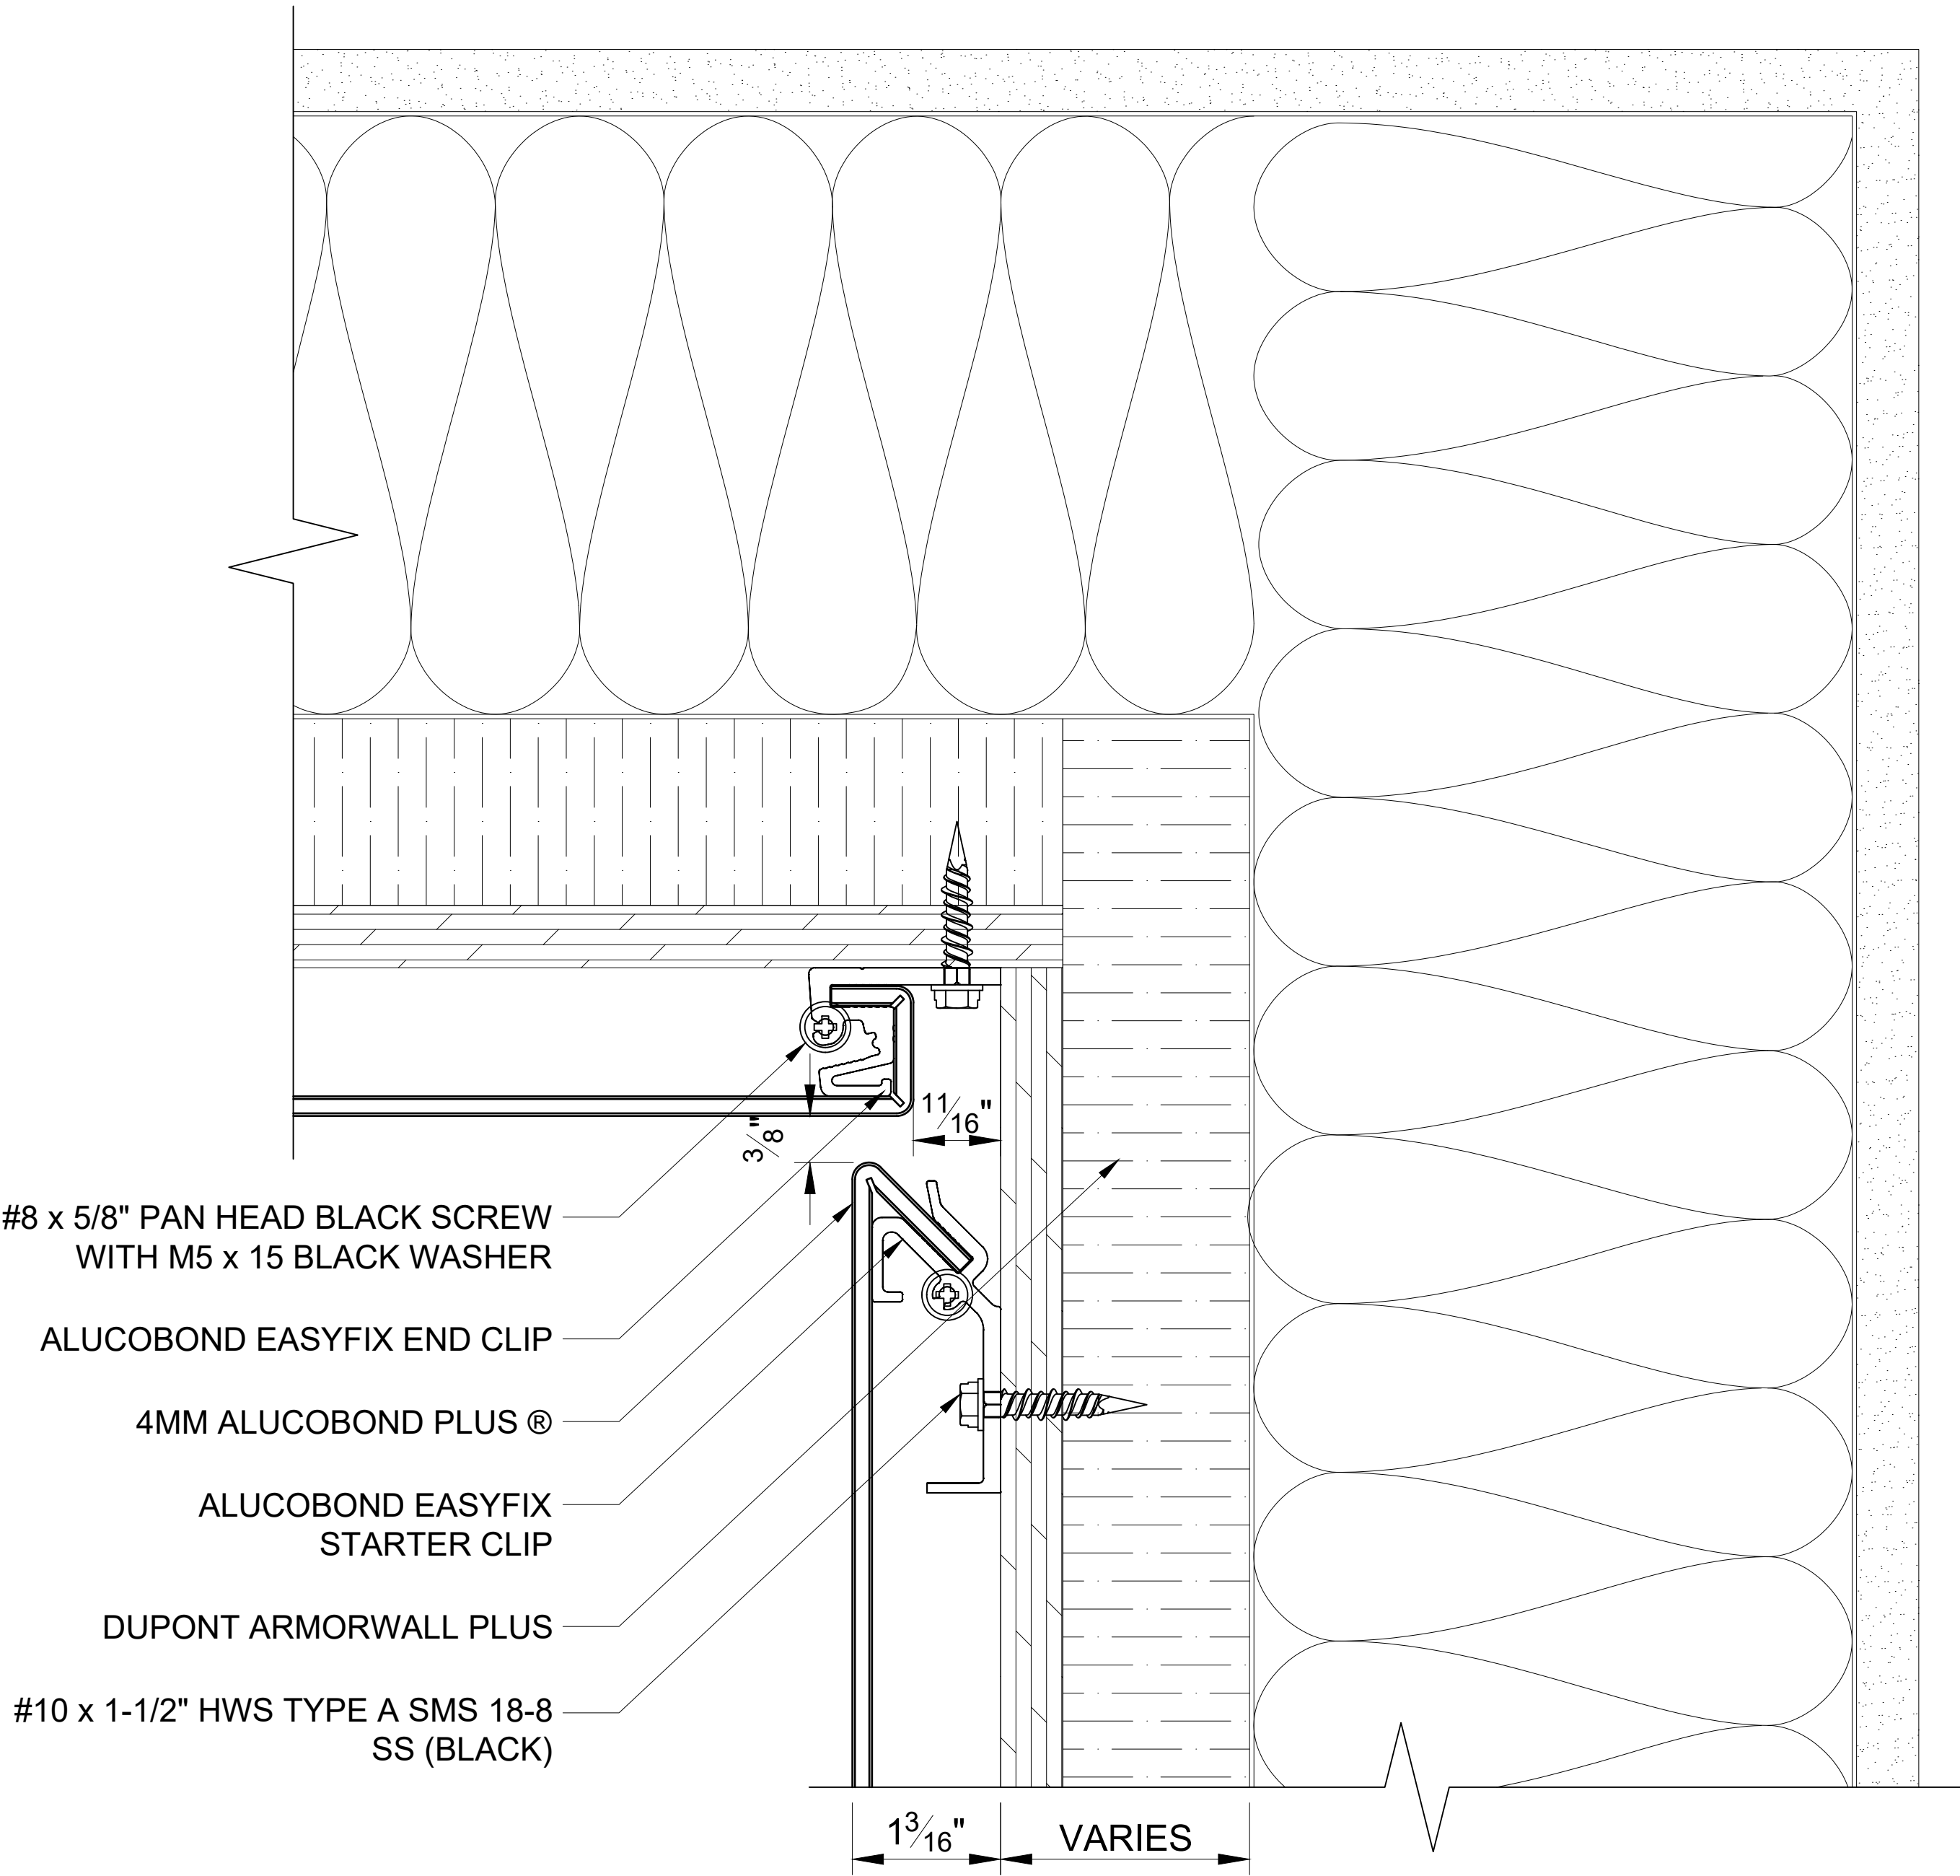 11/16"
3/8"
#8 x 5/8" PAN HEAD BLACK SCREW
WITH M5 x 15 BLACK WASHER
ALUCOBOND EASYFIX END CLIP
4MM ALUCOBOND PLUS ®
ALUCOBOND EASYFIX
STARTER CLIP
DUPONT ARMORWALL PLUS
#10 x 1-1/2" HWS TYPE A SMS 18-8
SS (BLACK)
1 3/16"
VARIES